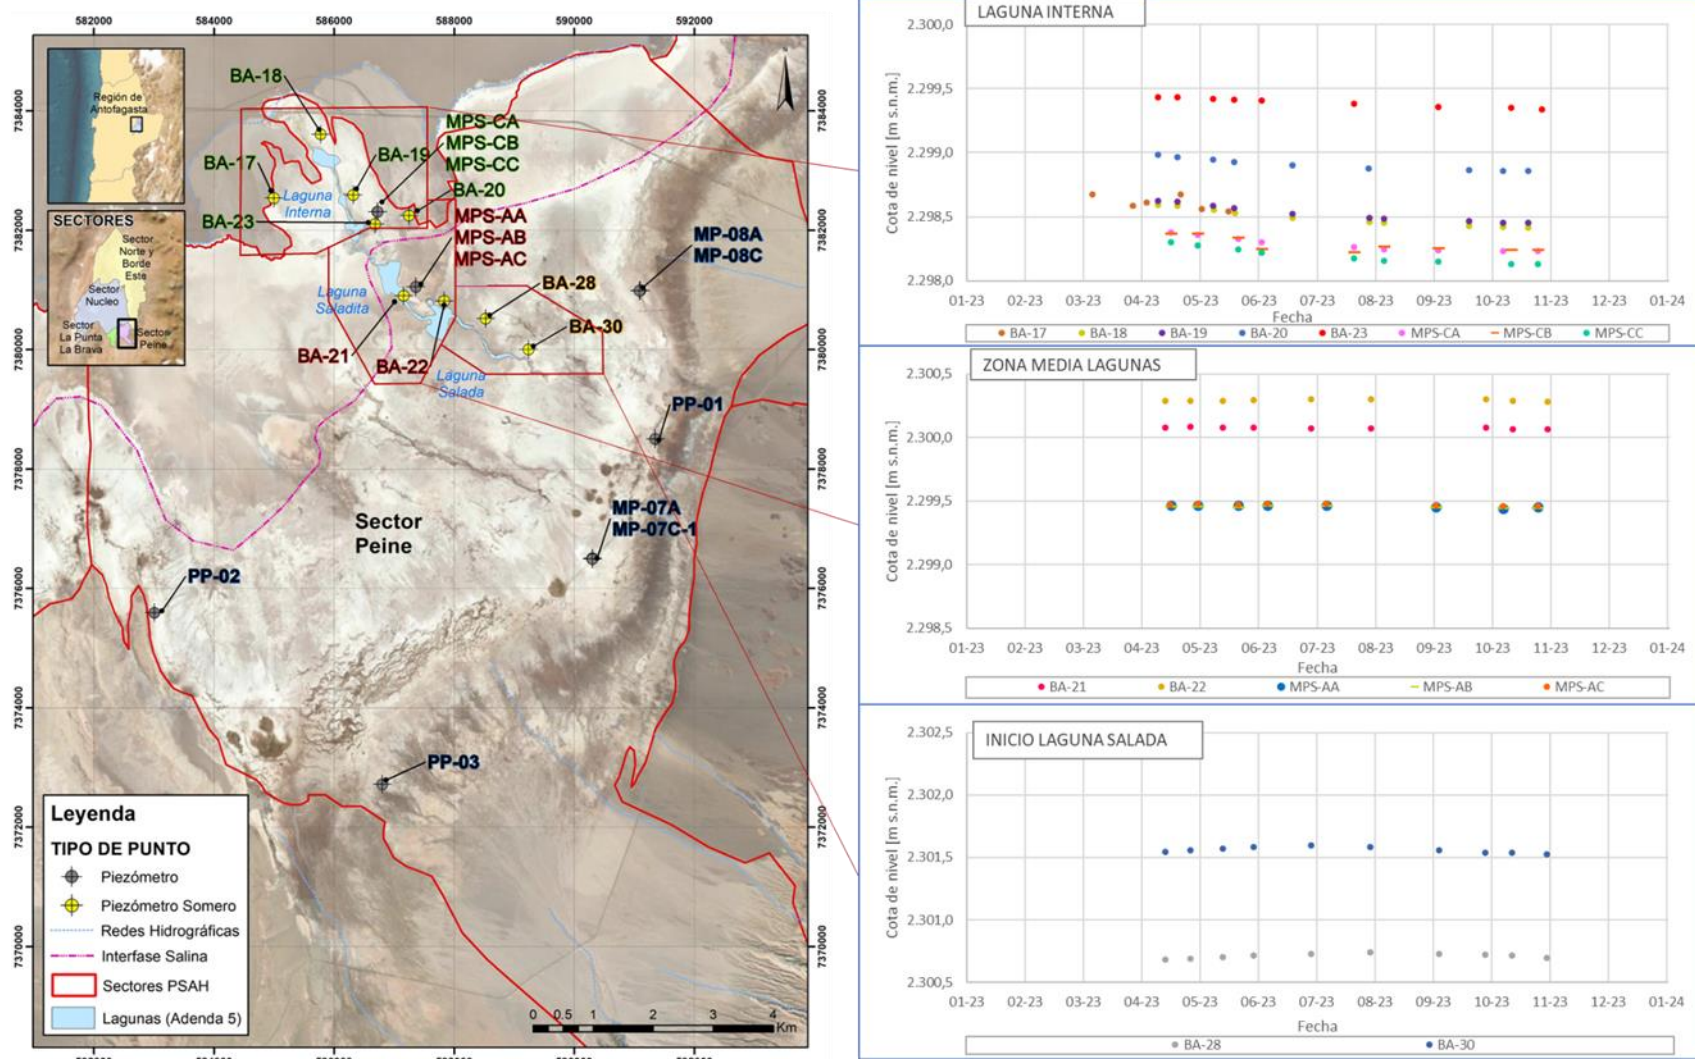 582000 584000 586000 588000 590000 592000
7384000
7382000
7380000
7378000
7376000
7374000
7372000
7370000
7384000
7382000
7380000
7378000
7376000
7374000
7372000
7370000
Región de
Antofagasta
SECTORES
Sector
Norte y
Borde
Este
Sector
Nucleo
Sector
La Punta
La Brava
Sector
Peine
BA-18
BA-17
BA-19
BA-23
Laguna
Interna
MPS-CA
MPS-CB
MPS-CC
BA-20
MPS-AA
MPS-AB
MPS-AC
MP-08A
MP-08C
BA-28
Laguna
Saladita
BA-30
BA-21
BA-22
Laguna
Salada
PP-01
MP-07A
MP-07C-1
Sector
Peine
PP-02
PP-03
Leyenda
TIPO DE PUNTO
Piezómetro
Piezómetro Somero
Redes Hidrográficas
Interfase Salina
Sectores PSAH
Lagunas (Adenda 5)
0 0.5 1 2 3 4
Km
LAGUNA INTERNA
Cota de nivel [m s.n.m.]
2.300,0
2.299,5
2.299,0
2.298,5
2.298,0
01-23 02-23 03-23 04-23 05-23 06-23 07-23 08-23 09-23 10-23 11-23 12-23 01-24
Fecha
BA-17 BA-18 BA-19 BA-20 BA-23 MPS-CA MPS-CB MPS-CC
ZONA MEDIA LAGUNAS
Cota de nivel [m s.n.m.]
2.300,5
2.300,0
2.299,5
2.299,0
2.298,5
01-23 02-23 03-23 04-23 05-23 06-23 07-23 08-23 09-23 10-23 11-23 12-23 01-24
Fecha
BA-21 BA-22 MPS-AA MPS-AB MPS-AC
INICIO LAGUNA SALADA
Cota de nivel [m s.n.m.]
2.302,5
2.302,0
2.301,5
2.301,0
2.300,5
01-23 02-23 03-23 04-23 05-23 06-23 07-23 08-23 09-23 10-23 11-23 12-23 01-24
Fecha
BA-28 BA-30